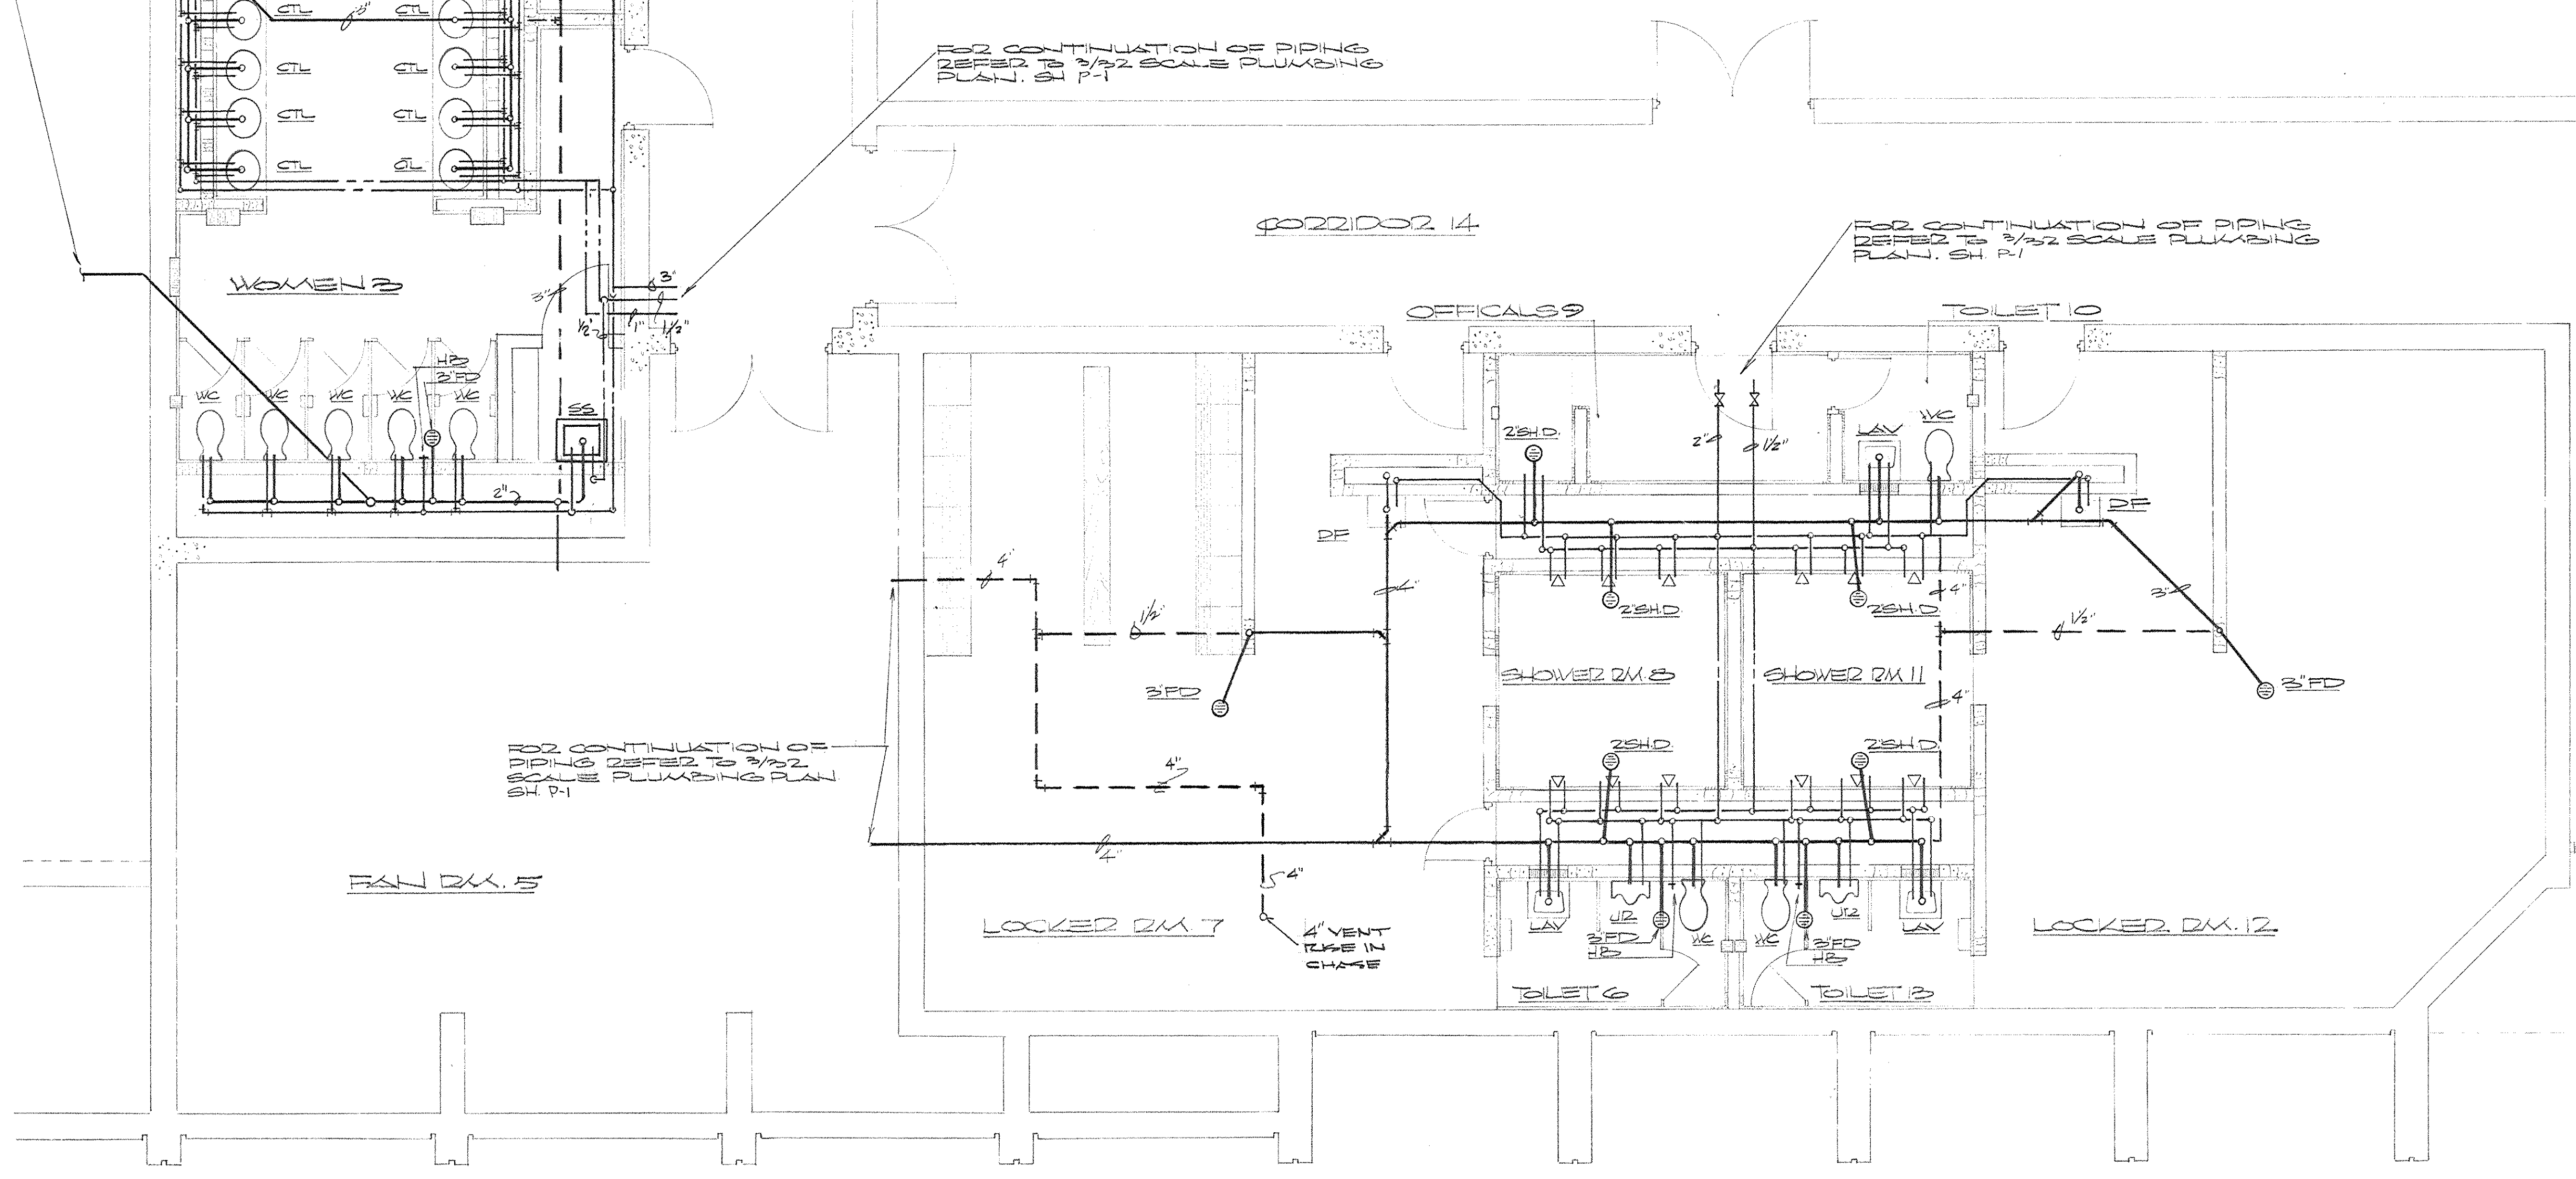 CTL
3"
CTL
CTL
CTL
CTL
CTL
CTL
CTL
FOR CONTINUATION OF PIPING
REFER TO 3/32 SCALE PLUMBING
PLAN. SH P-1
CORRIDOR 14
FOR CONTINUATION OF PIPING
REFER TO 3/32 SCALE PLUMBING
PLAN. SH. P-1
WOMEN 3
3"
3"
1/2"
1"
1 1/2"
OFFICALS 9
TOILET 10
HB
3"FD
WC
WC
WC
WC
WC
SS
2"
2"SH.D.
2"
1 1/2"
LAV
WC
DF
DF
4"
4"
1 1/2"
2"SH.D.
2"SH.D.
4"
3"
1 1/2"
3"FD
SHOWER RM. 8
SHOWER RM 11
4"
3"FD
FOR CONTINUATION OF
PIPING REFER TO 3/32
SCALE PLUMBING PLAN
SH. P-1
4"
2"SH.D.
2"SH.D.
4"
FAN RM. 5
4"
LOCKER RM. 7
4" VENT
RISE IN
CHASE
LAV
UR
3"FD
HB
WC
WC
3"FD
HB
UR
LAV
LOCKER RM. 12
TOILET 6
TOILET 13